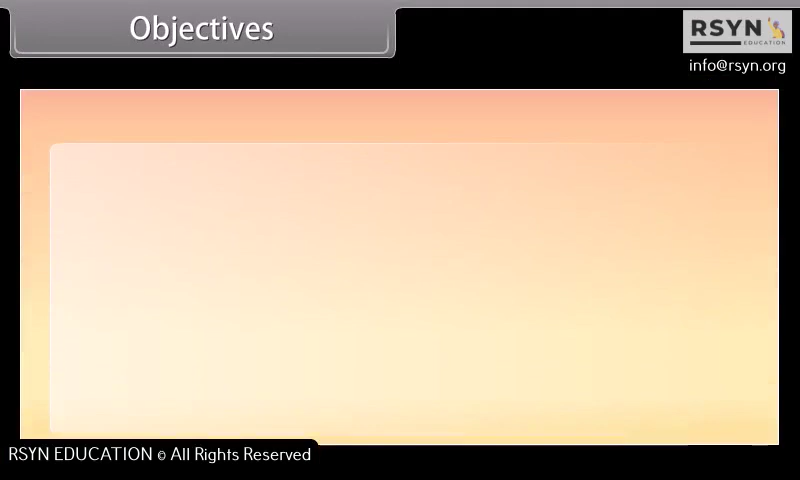 Objectives
RSYN
EDUCATION
info@rsyn.org
RSYN EDUCATION © All Rights Reserved